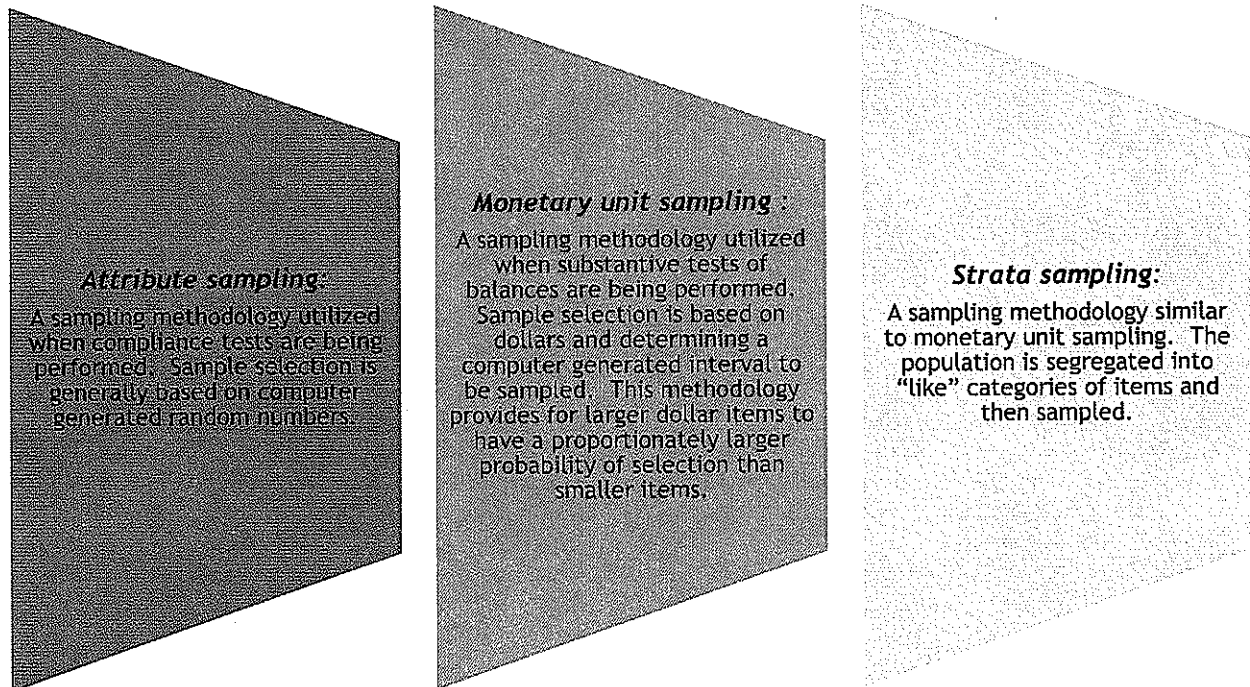 Attribute sampling:
A sampling methodology utilized
when compliance tests are being
performed. Sample selection is
generally based on computer
generated random numbers.
Monetary unit sampling :
A sampling methodology utilized
when substantive tests of
balances are being performed.
Sample selection is based on
dollars and determining a
computer generated interval to
be sampled. This methodology
provides for larger dollar items to
have a proportionately larger
probability of selection than
smaller items.
Strata sampling:
A sampling methodology similar
to monetary unit sampling. The
population is segregated into
“like” categories of items and
then sampled.